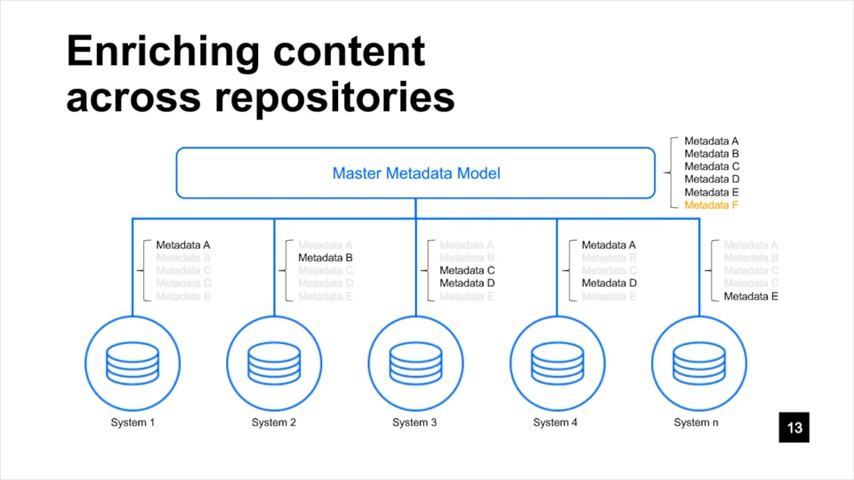 Enriching content
across repositories
Master Metadata Model
Metadata A
Metadata B
Metadata C
Metadata D
Metadata E
Metadata F
Metadata A
Metadata B
Metadata C
Metadata D
Metadata E
Metadata A
Metadata B
Metadata C
Metadata D
Metadata E
Metadata A
Metadata B
Metadata C
Metadata D
Metadata E
Metadata A
Metadata B
Metadata C
Metadata D
Metadata E
Metadata A
Metadata B
Metadata C
Metadata D
Metadata E
System 1
System 2
System 3
System 4
System n
13